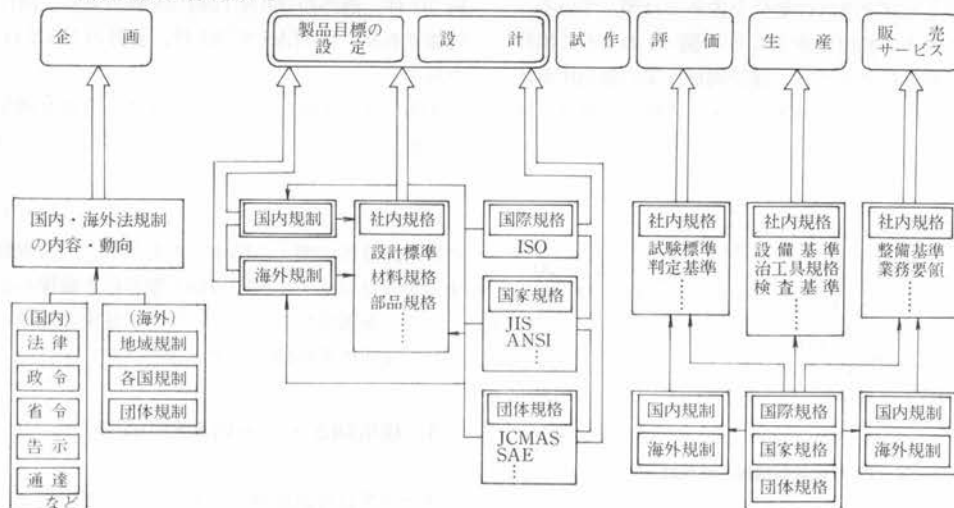 企画
製品目標の
設定
設計
試作
評価
生産
販売
サービス
国内・海外法規制
の内容・動向
(国内)
法律
政令
省令
告示
通達
など
(海外)
地域規制
各国規制
団体規制
国内規制
海外規制
社内規格
設計標準
材料規格
部品規格
⋮
国際規格
ISO
国家規格
JIS
ANSI
⋮
団体規格
JCMAS
SAE
⋮
社内規格
試験標準
判定基準
⋮
社内規格
設備基準
治工具規格
検査基準
⋮
社内規格
整備基準
業務要領
⋮
国内規制
海外規制
国際規格
国家規格
団体規格
国内規制
海外規制